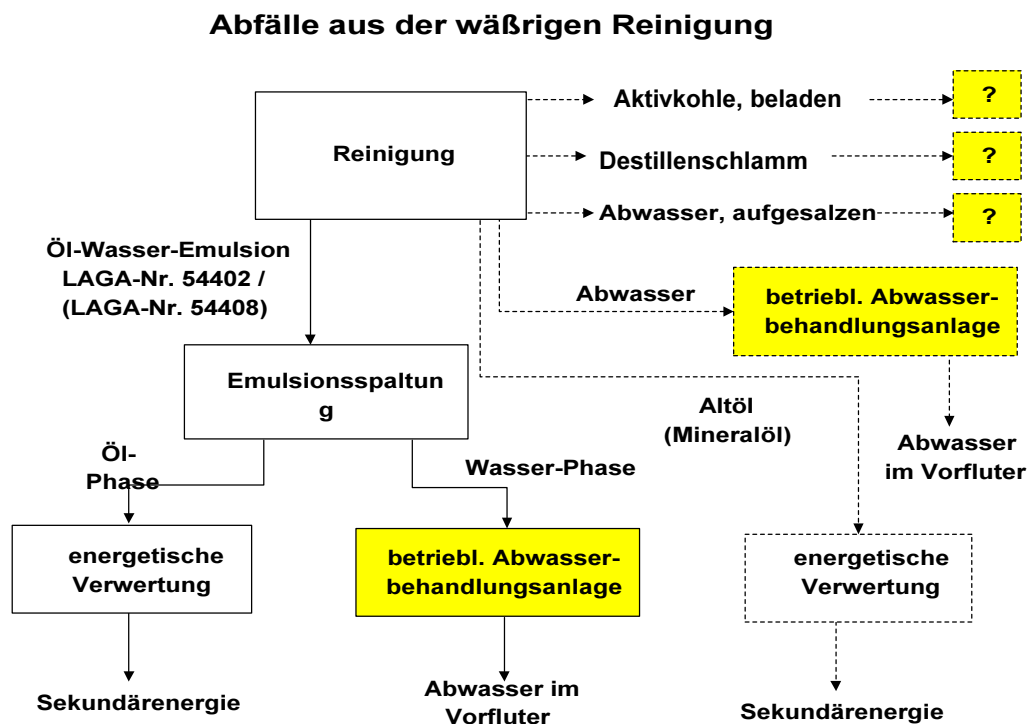 Abfälle aus der wäßrigen Reinigung
Reinigung
Aktivkohle, beladen
?
Destillenschlamm
?
Abwasser, aufgesalzen
?
Öl-Wasser-Emulsion
LAGA-Nr. 54402 /
(LAGA-Nr. 54408)
Abwasser
betriebl. Abwasser-
behandlungsanlage
Emulsionsspaltun
g
Altöl
(Mineralöl)
Abwasser
im Vorfluter
Öl-
Phase
Wasser-Phase
energetische
Verwertung
betriebl. Abwasser-
behandlungsanlage
energetische
Verwertung
Sekundärenergie
Abwasser im
Vorfluter
Sekundärenergie